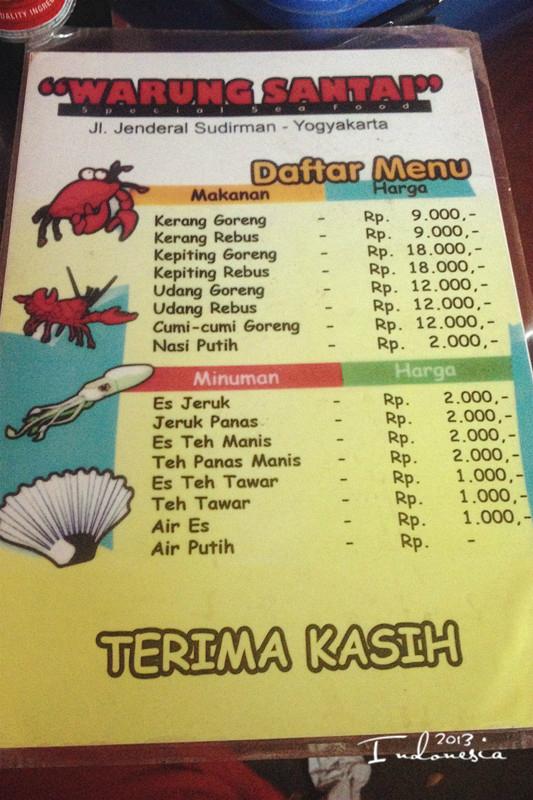 QUALITY INGRE
"WARUNG SANTAI"
Special Sea Food
Jl. Jenderal Sudirman - Yogyakarta
Daftar Menu
Makanan Harga
Kerang Goreng - Rp. 9.000,-
Kerang Rebus - Rp. 9.000,-
Kepiting Goreng - Rp. 18.000,-
Kepiting Rebus - Rp. 18.000,-
Udang Goreng - Rp. 12.000,-
Udang Rebus - Rp. 12.000,-
Cumi-cumi Goreng - Rp. 12.000,-
Nasi Putih - Rp. 2.000,-
Minuman Harga
Es Jeruk - Rp. 2.000,-
Jeruk Panas - Rp. 2.000,-
Es Teh Manis - Rp. 2.000,-
Teh Panas Manis - Rp. 2.000,-
Es Teh Tawar - Rp. 1.000,-
Teh Tawar - Rp. 1.000,-
Air Es - Rp. 1.000,-
Air Putih - Rp. -
TERIMA KASIH
2013
Indonesia